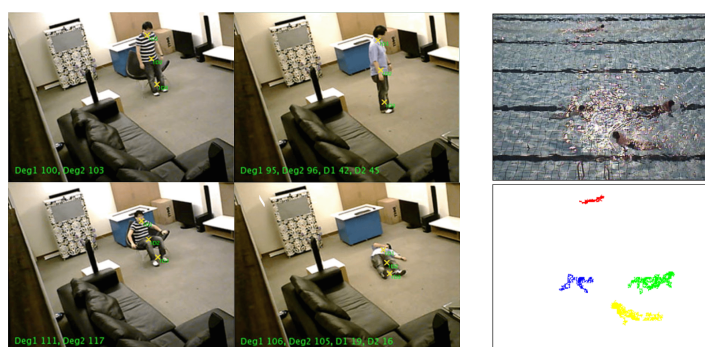 Deg1 100, Deg2 103
Deg1 95, Deg2 96, D1 42, D2 45
Deg1 111, Deg2 117
Deg1 106, Deg2 105, D1 19, D2 16